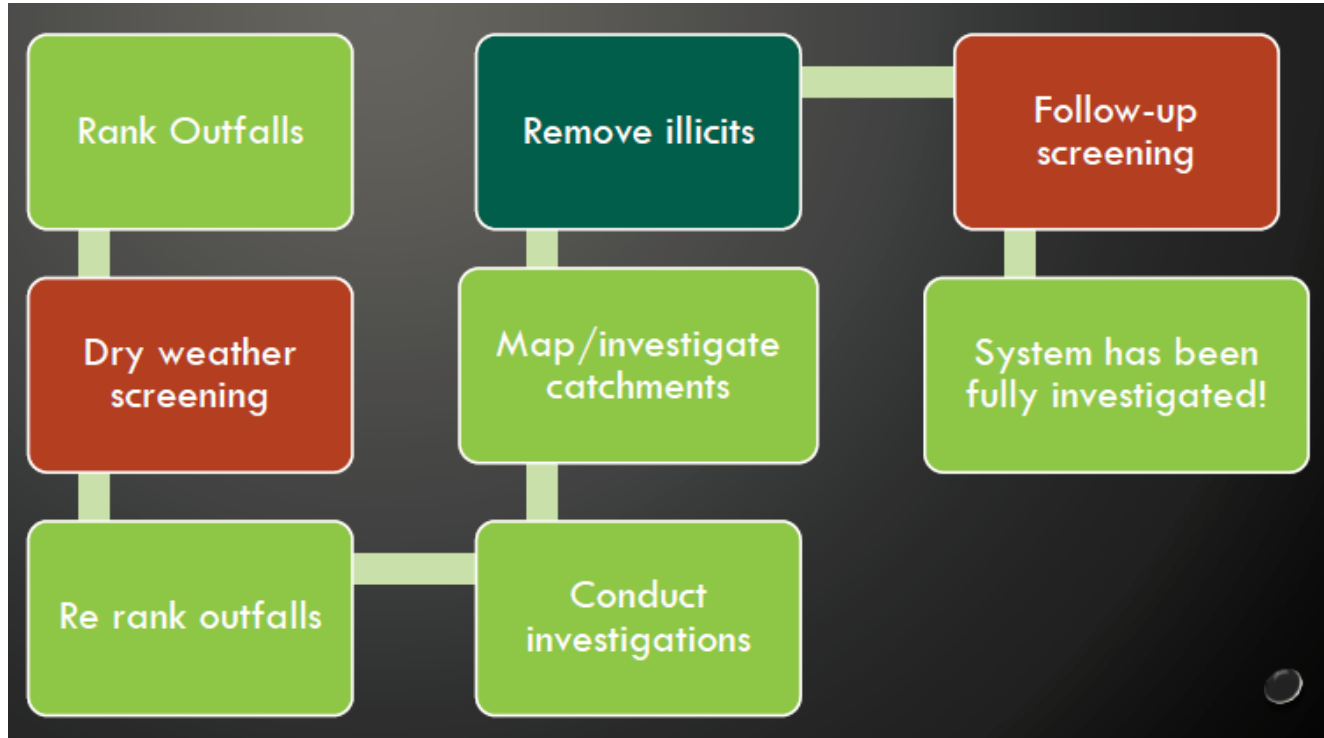 Rank Outfalls
Dry weather
screening
Re rank outfalls
Conduct
investigations
Map/investigate
catchments
Remove illicits
Follow-up
screening
System has been
fully investigated!